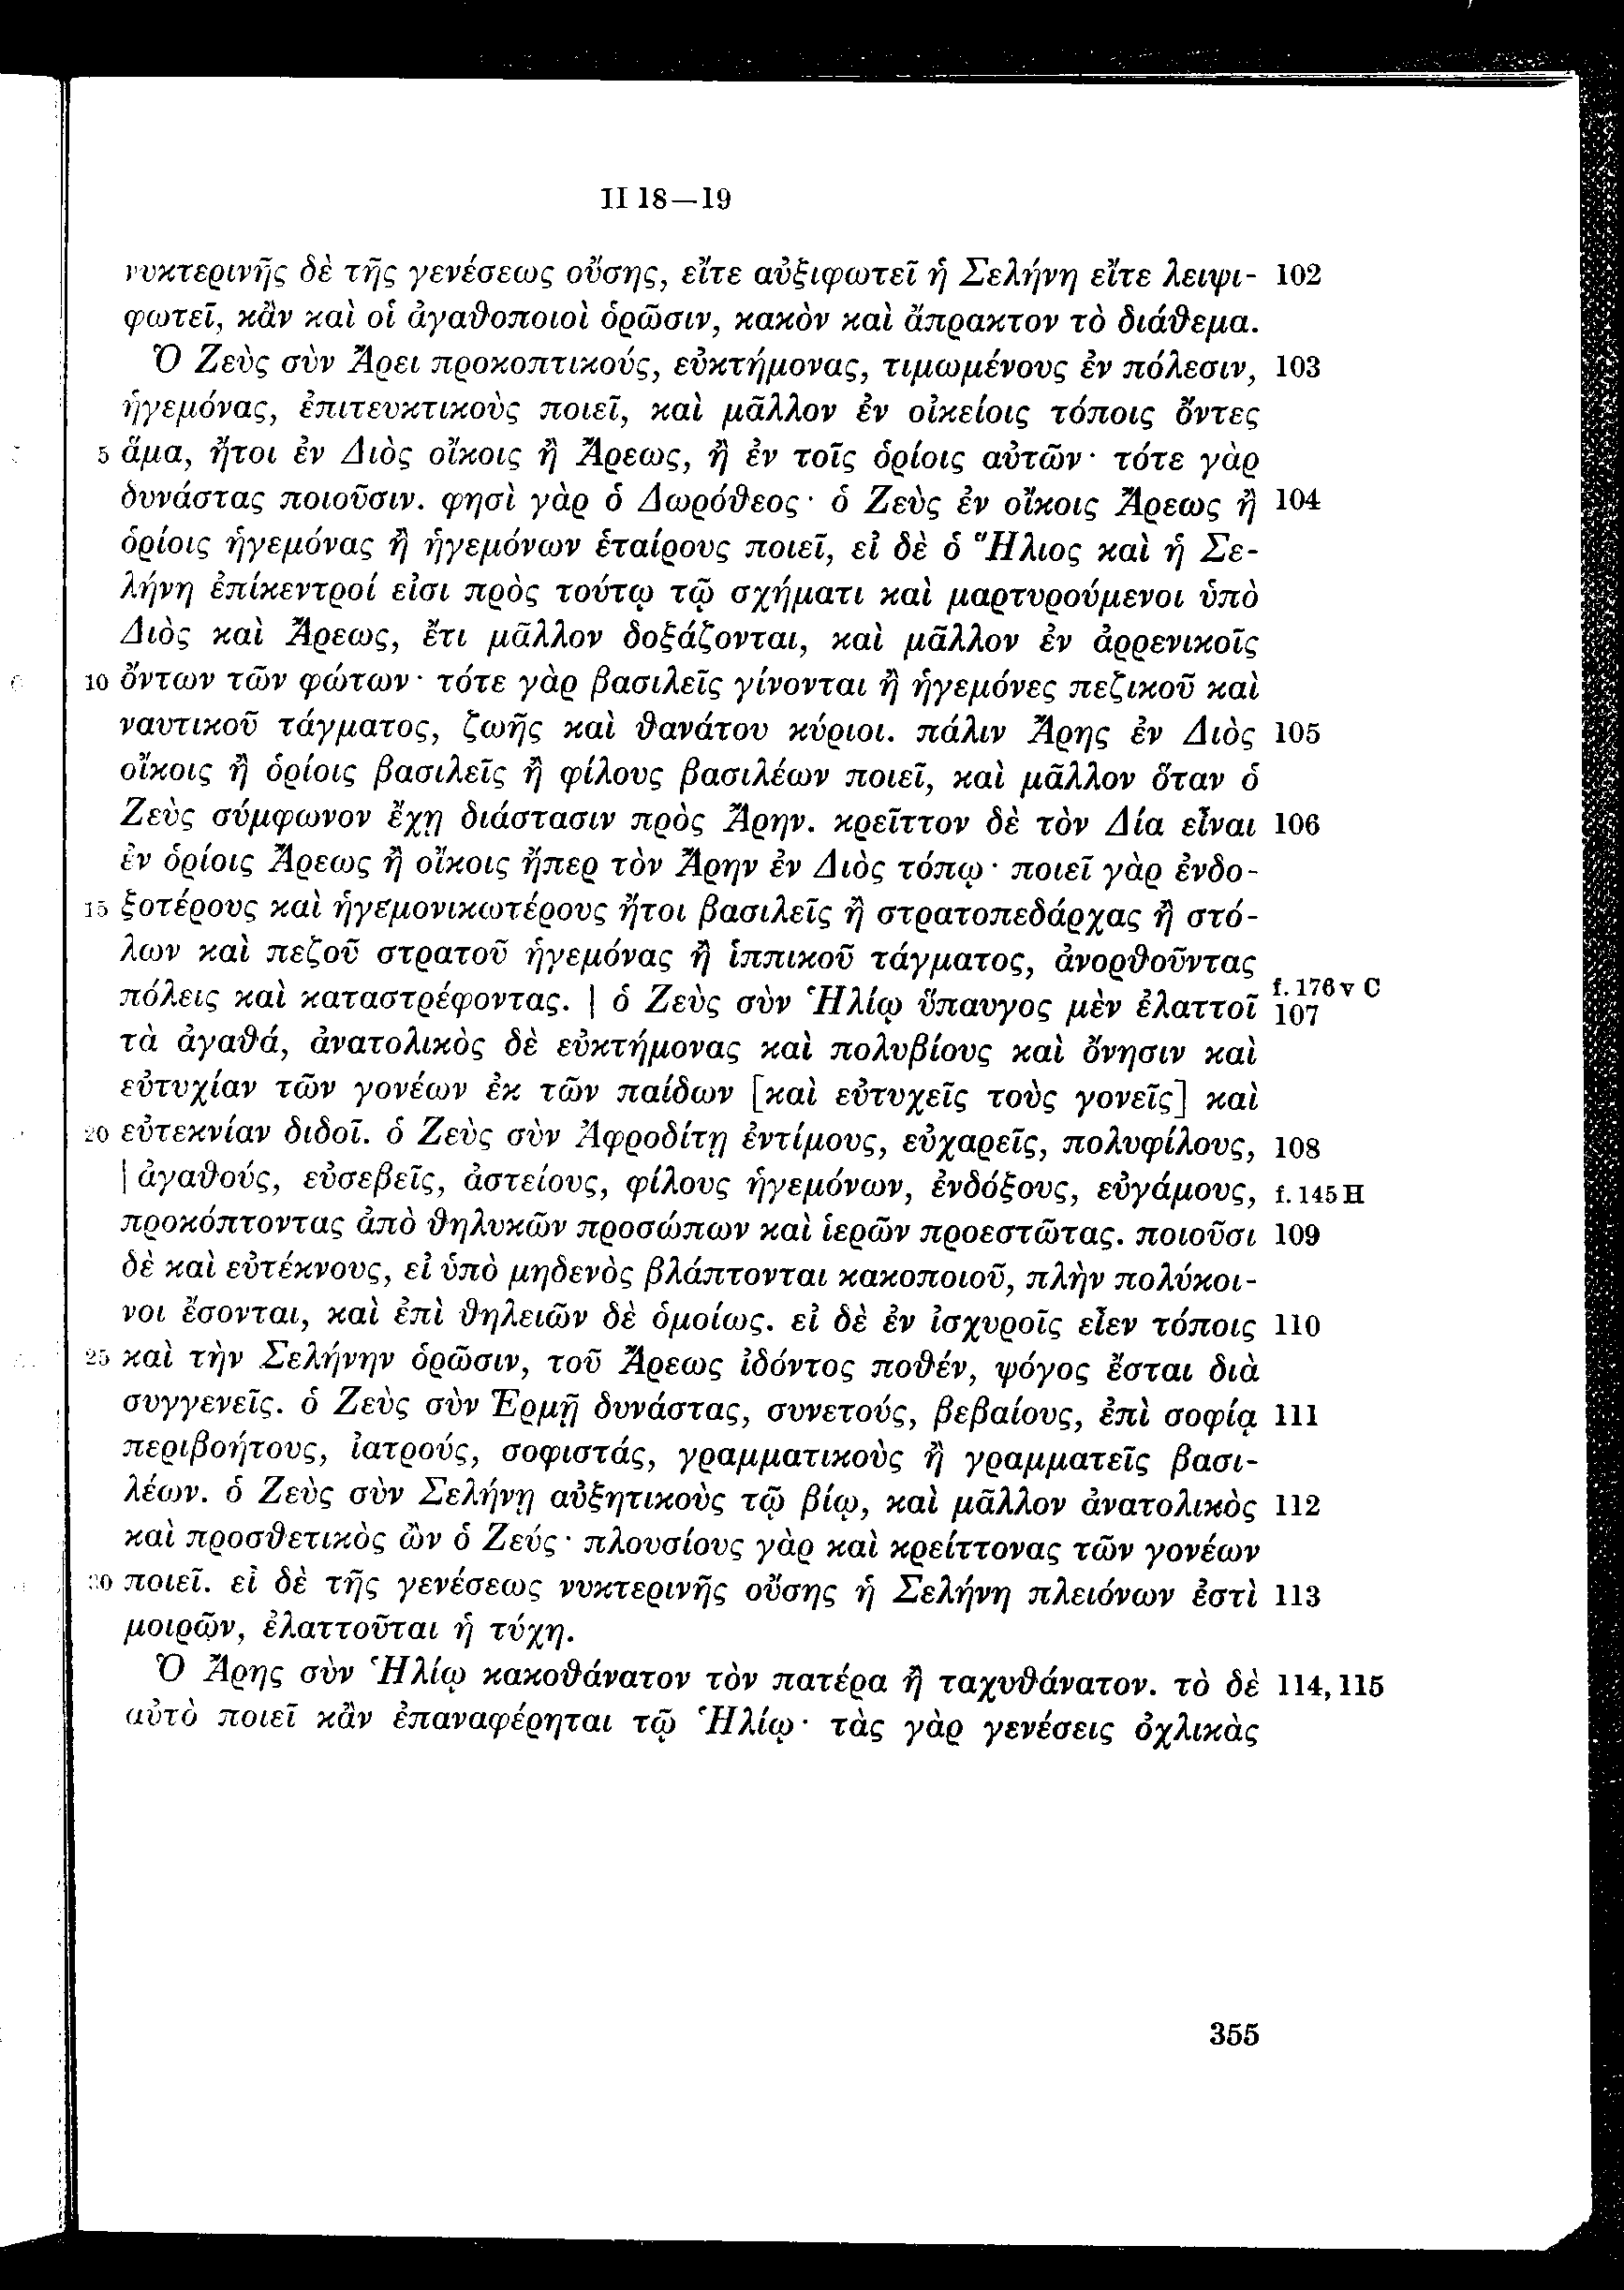 II 18—19
νυκτερινῆς δὲ τῆς γενέσεως οὔσης, εἴτε αὐξιφωτεῖ ἡ Σελήνη εἴτε λειψι- 102
φωτεῖ, κἂν καὶ οἱ ἀγαθοποιοὶ ὁρῶσιν, κακὸν καὶ ἄπρακτον τὸ διάθεμα.
Ὁ Ζεὺς σὺν Ἄρει προκοπτικούς, εὐκτήμονας, τιμωμένους ἐν πόλεσιν, 103
ἡγεμόνας, ἐπιτευκτικοὺς ποιεῖ, καὶ μᾶλλον ἐν οἰκείοις τόποις ὄντες
5 ἅμα, ἤτοι ἐν Διὸς οἴκοις ἢ Ἄρεως, ἢ ἐν τοῖς ὁρίοις αὐτῶν· τότε γὰρ
δυνάστας ποιοῦσιν. φησὶ γὰρ ὁ Δωρόθεος· ὁ Ζεὺς ἐν οἴκοις Ἄρεως ἢ 104
ὁρίοις ἡγεμόνας ἢ ἡγεμόνων ἑταίρους ποιεῖ, εἰ δὲ ὁ Ἥλιος καὶ ἡ Σε-
λήνη ἐπίκεντροί εἰσι πρὸς τούτῳ τῷ σχήματι καὶ μαρτυρούμενοι ὑπὸ
Διὸς καὶ Ἄρεως, ἔτι μᾶλλον δοξάζονται, καὶ μᾶλλον ἐν ἀρρενικοῖς
10 ὄντων τῶν φώτων· τότε γὰρ βασιλεῖς γίνονται ἢ ἡγεμόνες πεζικοῦ καὶ
ναυτικοῦ τάγματος, ζωῆς καὶ θανάτου κύριοι. πάλιν Ἄρης ἐν Διὸς 105
οἴκοις ἢ ὁρίοις βασιλεῖς ἢ φίλους βασιλέων ποιεῖ, καὶ μᾶλλον ὅταν ὁ
Ζεὺς σύμφωνον ἔχῃ διάστασιν πρὸς Ἄρην. κρεῖττον δὲ τὸν Δία εἶναι 106
ἐν ὁρίοις Ἄρεως ἢ οἴκοις ἤπερ τὸν Ἄρην ἐν Διὸς τόπῳ· ποιεῖ γὰρ ἐνδο-
15 ξοτέρους καὶ ἡγεμονικωτέρους ἤτοι βασιλεῖς ἢ στρατοπεδάρχας ἢ στό-
λων καὶ πεζοῦ στρατοῦ ἡγεμόνας ἢ ἱππικοῦ τάγματος, ἀνορθοῦντας
πόλεις καὶ καταστρέφοντας. | ὁ Ζεὺς σὺν Ἡλίῳ ὕπαυγος μὲν ἐλαττοῖ f. 176v C 107
τὰ ἀγαθά, ἀνατολικὸς δὲ εὐκτήμονας καὶ πολυβίους καὶ ὄνησιν καὶ
εὐτυχίαν τῶν γονέων ἐκ τῶν παίδων [καὶ εὐτυχεῖς τοὺς γονεῖς] καὶ
20 εὐτεκνίαν διδοῖ. ὁ Ζεὺς σὺν Ἀφροδίτῃ ἐντίμους, εὐχαρεῖς, πολυφίλους, 108
| ἀγαθούς, εὐσεβεῖς, ἀστείους, φίλους ἡγεμόνων, ἐνδόξους, εὐγάμους, f. 145 H
προκόπτοντας ἀπὸ θηλυκῶν προσώπων καὶ ἱερῶν προεστῶτας. ποιοῦσι 109
δὲ καὶ εὐτέκνους, εἰ ὑπὸ μηδενὸς βλάπτονται κακοποιοῦ, πλὴν πολύκοι-
νοι ἔσονται, καὶ ἐπὶ θηλειῶν δὲ ὁμοίως. εἰ δὲ ἐν ἰσχυροῖς εἶεν τόποις 110
25 καὶ τὴν Σελήνην ὁρῶσιν, τοῦ Ἄρεως ἰδόντος ποθέν, ψόγος ἔσται διὰ
συγγενεῖς. ὁ Ζεὺς σὺν Ἑρμῇ δυνάστας, συνετούς, βεβαίους, ἐπὶ σοφίᾳ 111
περιβοήτους, ἰατρούς, σοφιστάς, γραμματικοὺς ἢ γραμματεῖς βασι-
λέων. ὁ Ζεὺς σὺν Σελήνῃ αὐξητικοὺς τῷ βίῳ, καὶ μᾶλλον ἀνατολικὸς 112
καὶ προσθετικὸς ὢν ὁ Ζεύς· πλουσίους γὰρ καὶ κρείττονας τῶν γονέων
30 ποιεῖ. εἰ δὲ τῆς γενέσεως νυκτερινῆς οὔσης ἡ Σελήνη πλειόνων ἐστὶ 113
μοιρῶν, ἐλαττοῦται ἡ τύχη.
Ὁ Ἄρης σὺν Ἡλίῳ κακοθάνατον τὸν πατέρα ἢ ταχυθάνατον. τὸ δὲ 114, 115
αὐτὸ ποιεῖ κἂν ἐπαναφέρηται τῷ Ἡλίῳ· τὰς γὰρ γενέσεις ὀχλικὰς
355